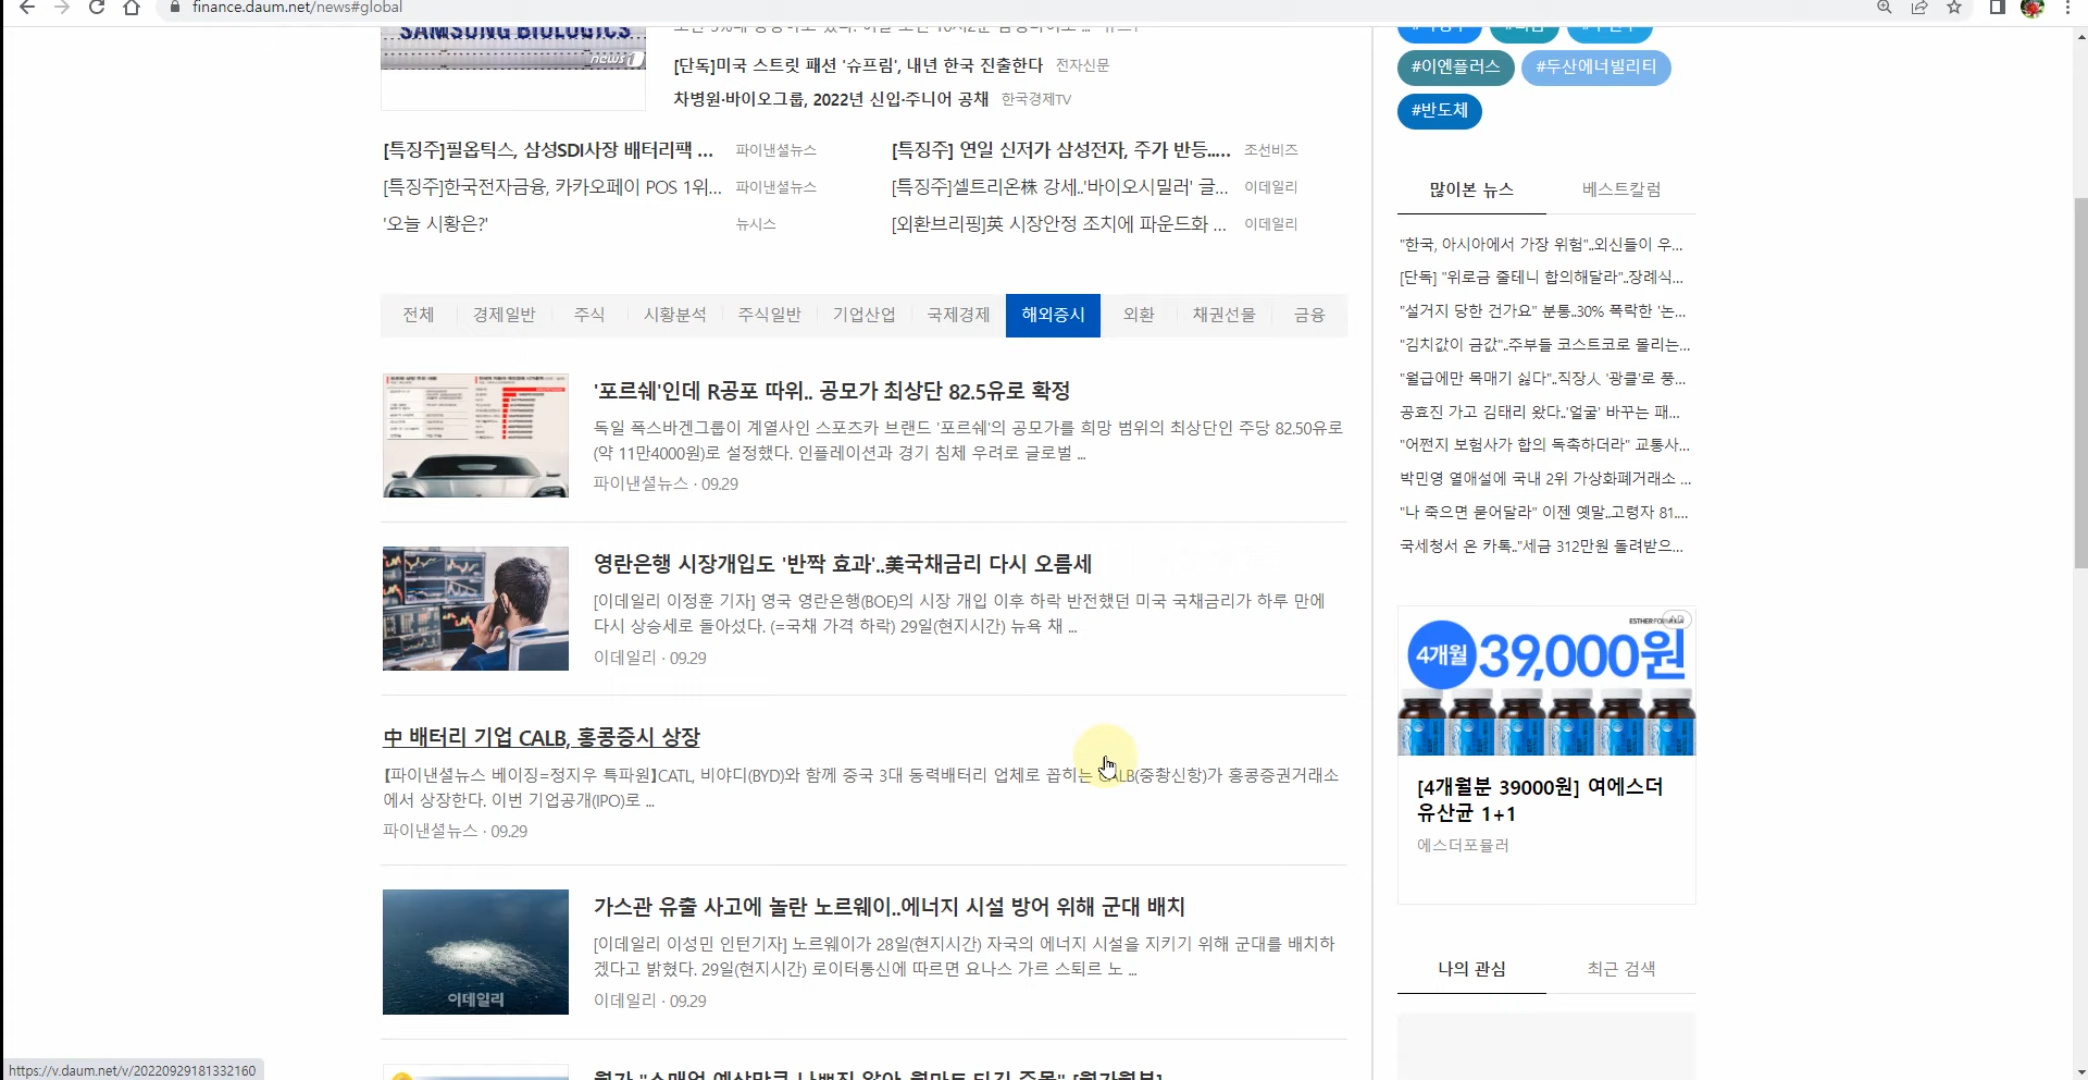 finance.daum.net/news#global
SAMSUNG BIOLOGICS
news1
[단독]미국 스트릿 패션 '슈프림', 내년 한국 진출한다 전자신문
차병원·바이오그룹, 2022년 신입·주니어 공채 한국경제TV
[특징주]필옵틱스, 삼성SDI사장 배터리팩 ... 파이낸셜뉴스
[특징주] 연일 신저가 삼성전자, 주가 반등..... 조선비즈
[특징주]한국전자금융, 카카오페이 POS 1위... 파이낸셜뉴스
[특징주]셀트리온株 강세..'바이오시밀러' 글... 이데일리
'오늘 시황은?' 뉴시스
[외환브리핑]英 시장안정 조치에 파운드화 ... 이데일리
전체 경제일반 주식 시황분석 주식일반 기업산업 국제경제 해외증시 외환 채권선물 금융
'포르쉐'인데 R공포 따위.. 공모가 최상단 82.5유로 확정
독일 폭스바겐그룹이 계열사인 스포츠카 브랜드 '포르쉐'의 공모가를 희망 범위의 최상단인 주당 82.50유로
(약 11만4000원)로 설정했다. 인플레이션과 경기 침체 우려로 글로벌 ...
파이낸셜뉴스 · 09.29
영란은행 시장개입도 '반짝 효과'..美국채금리 다시 오름세
[이데일리 이정훈 기자] 영국 영란은행(BOE)의 시장 개입 이후 하락 반전했던 미국 국채금리가 하루 만에
다시 상승세로 돌아섰다. (=국채 가격 하락) 29일(현지시간) 뉴욕 채 ...
이데일리 · 09.29
中 배터리 기업 CALB, 홍콩증시 상장
【파이낸셜뉴스 베이징=정지우 특파원】CATL, 비야디(BYD)와 함께 중국 3대 동력배터리 업체로 꼽히는 CALB(중촹신항)가 홍콩증권거래소
에서 상장한다. 이번 기업공개(IPO)로 ...
파이낸셜뉴스 · 09.29
가스관 유출 사고에 놀란 노르웨이..에너지 시설 방어 위해 군대 배치
[이데일리 이성민 인턴기자] 노르웨이가 28일(현지시간) 자국의 에너지 시설을 지키기 위해 군대를 배치하
겠다고 밝혔다. 29일(현지시간) 로이터통신에 따르면 요나스 가르 스퇴르 노 ...
이데일리
이데일리 · 09.29
#이엔플러스 #두산에너빌리티
#반도체
많이본 뉴스 베스트칼럼
"한국, 아시아에서 가장 위험"..외신들이 우...
[단독] "위로금 줄테니 합의해달라"..장례식...
"설거지 당한 건가요" 분통..30% 폭락한 '논...
"김치값이 금값"..주부들 코스트코로 몰리는...
"월급에만 목매기 싫다"..직장人 '광클'로 풍...
공효진 가고 김태리 왔다..'얼굴' 바꾸는 패...
"어쩐지 보험사가 합의 독촉하더라" 교통사...
박민영 열애설에 국내 2위 가상화폐거래소 ...
"나 죽으면 묻어달라" 이젠 옛말..고령자 81....
국세청서 온 카톡.."세금 312만원 돌려받으...
4개월 39,000원
[4개월분 39000원] 여에스더
유산균 1+1
에스더포뮬러
나의 관심 최근 검색
https://v.daum.net/v/20220929181332160